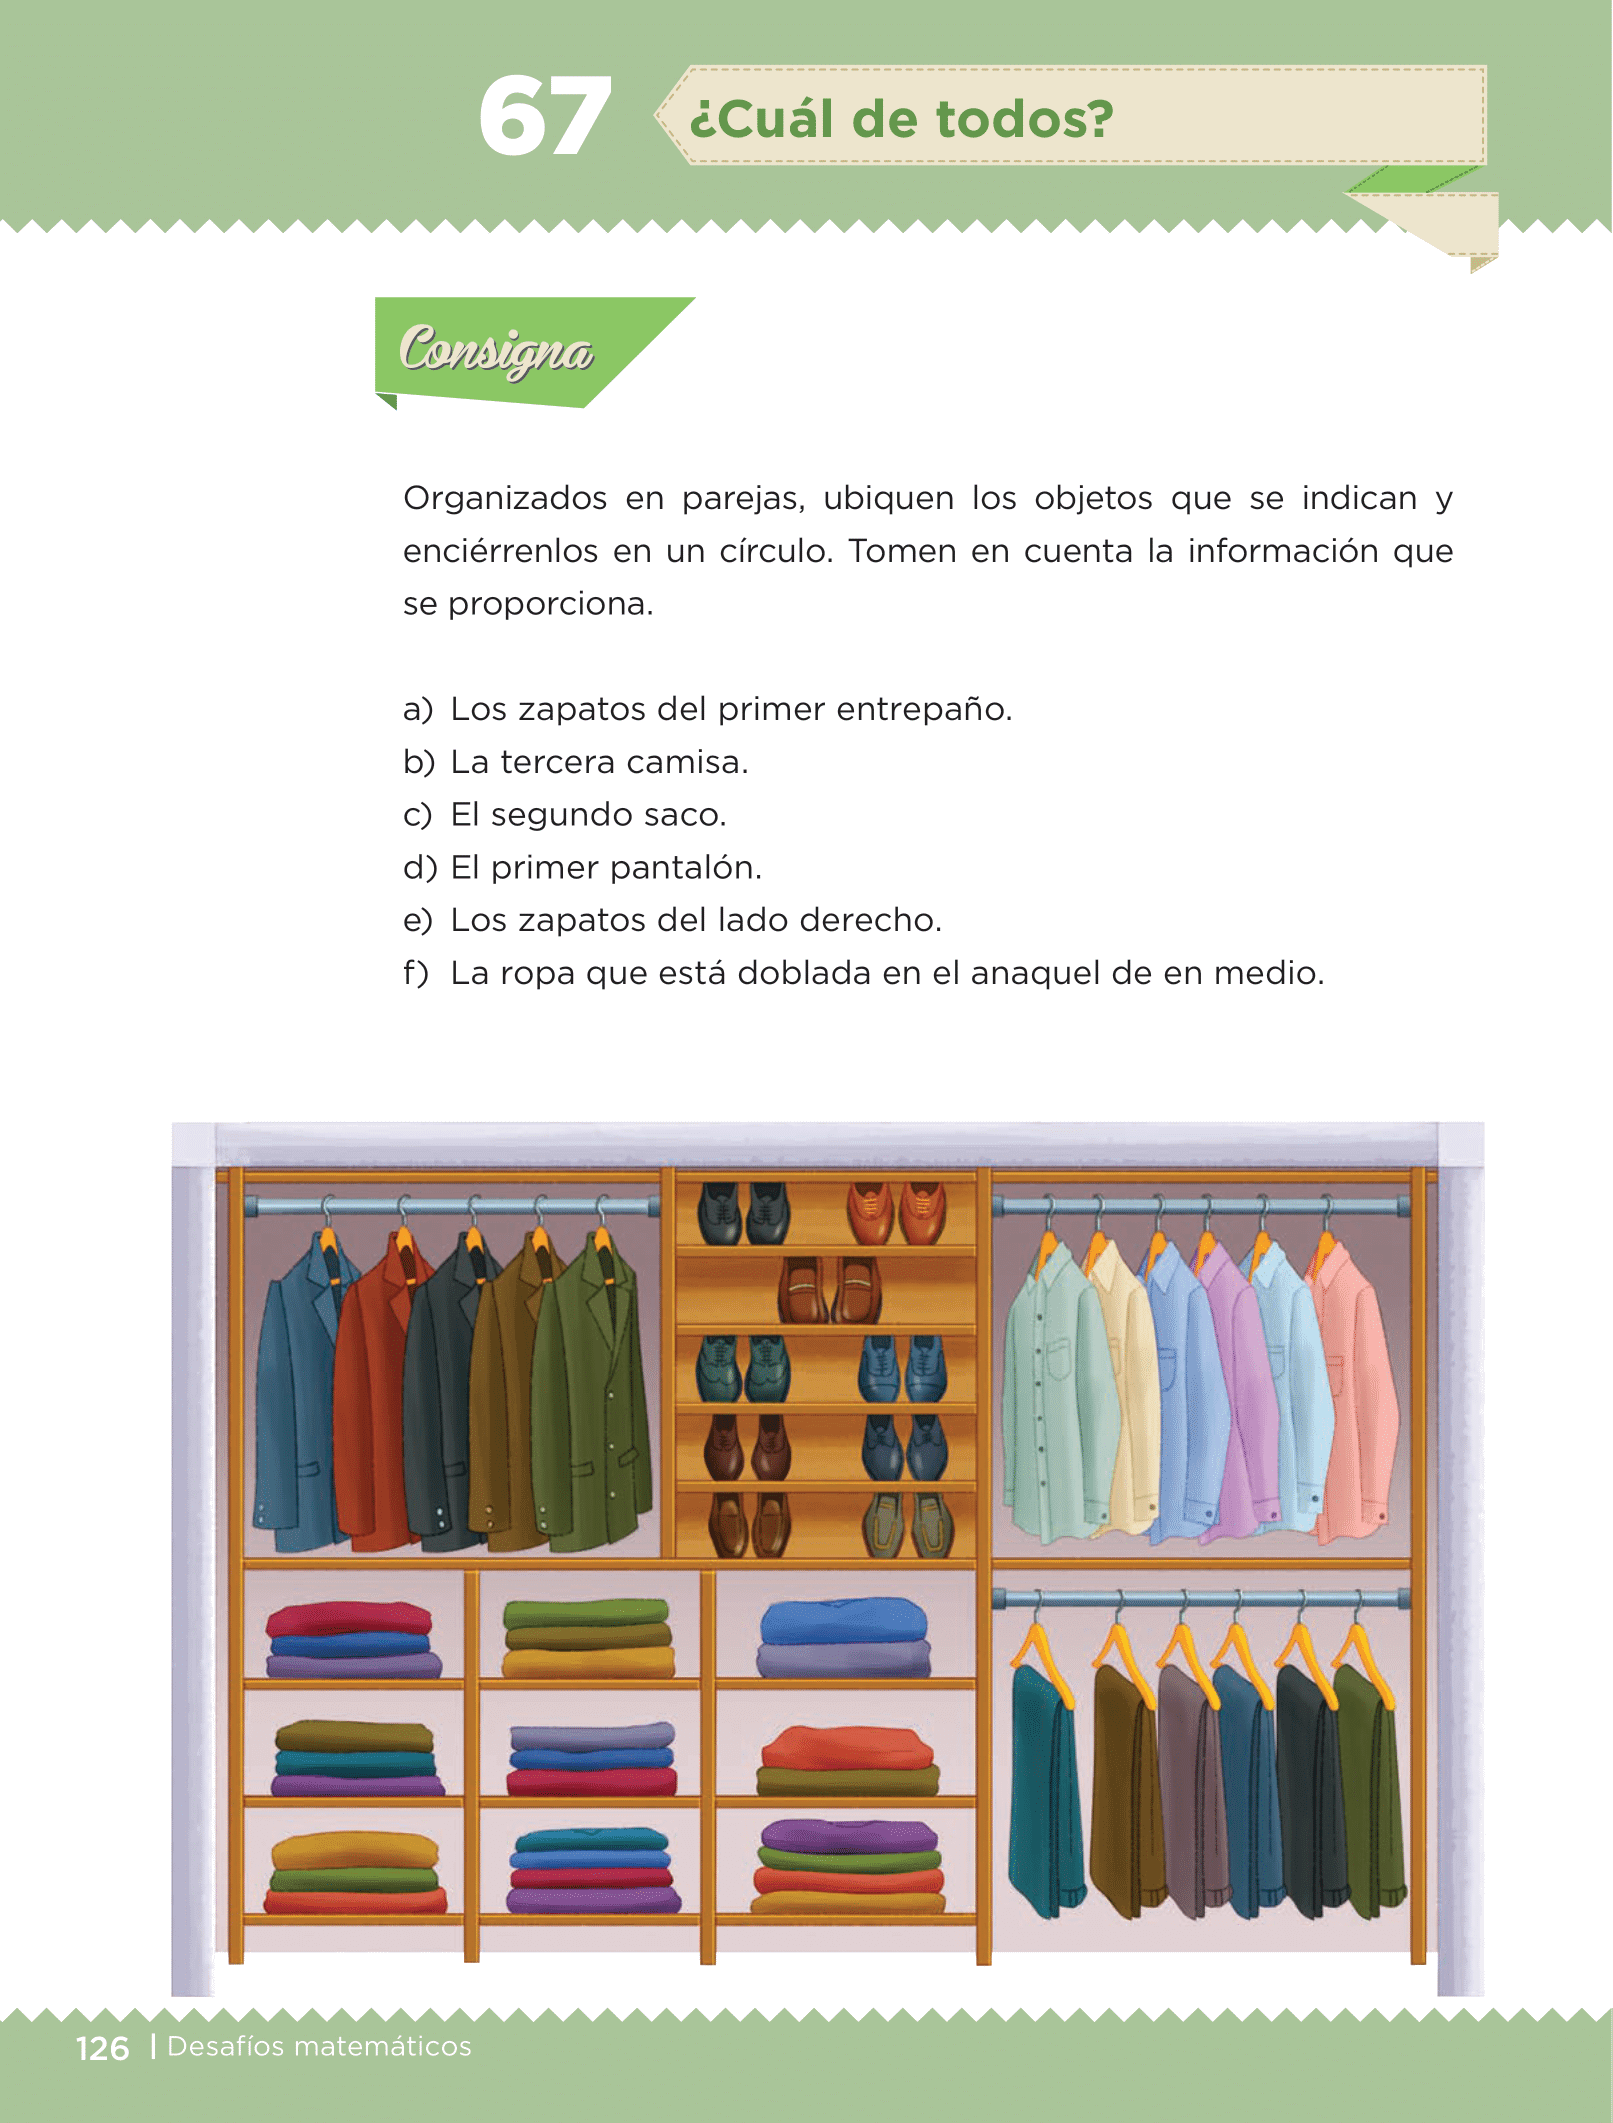 67
¿Cuál de todos?
Consigna
Organizados en parejas, ubiquen los objetos que se indican y
enciérrenlos en un círculo. Tomen en cuenta la información que
se proporciona.
a) Los zapatos del primer entrepaño.
b) La tercera camisa.
c) El segundo saco.
d) El primer pantalón.
e) Los zapatos del lado derecho.
f) La ropa que está doblada en el anaquel de en medio.
126 | Desafíos matemáticos